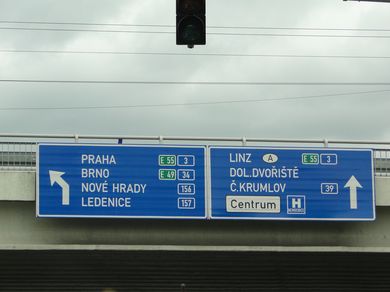 PRAHA E 55 3
BRNO E 49 34
NOVÉ HRADY 156
LEDENICE 157
LINZ A E 55 3
DOL.DVOŘIŠTĚ
Č.KRUMLOV 39
Centrum H